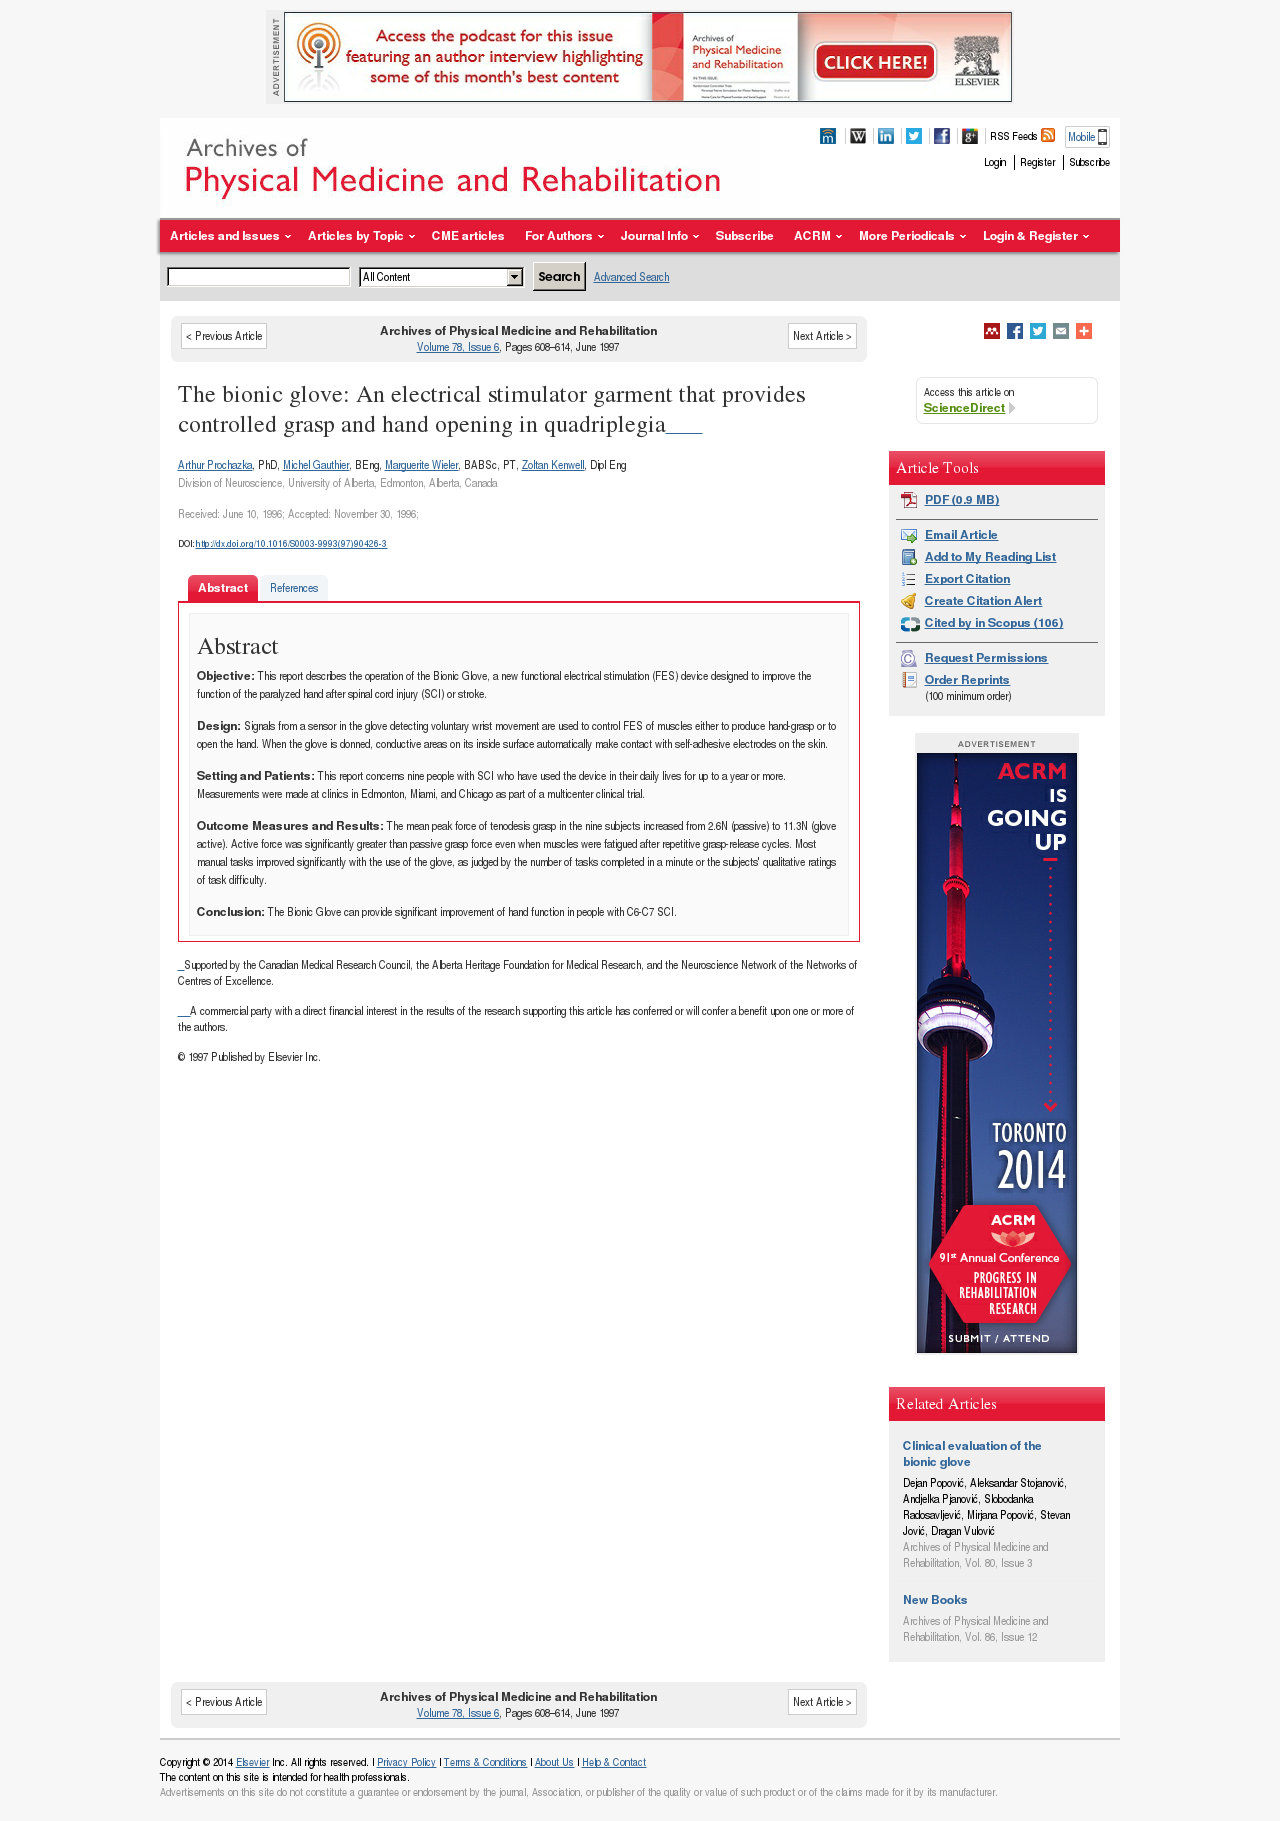 ADVERTISEMENT
Access the podcast for this issue
featuring an author interview highlighting
some of this month's best content
Archives of
Physical Medicine
and Rehabilitation
CLICK HERE!
ELSEVIER
Archives of
Physical Medicine and Rehabilitation
RSS Feeds
Mobile
Login
Register
Subscribe
Articles and Issues
Articles by Topic
CME articles
For Authors
Journal Info
Subscribe
ACRM
More Periodicals
Login & Register
All Content
Search
Advanced Search
< Previous Article
Archives of Physical Medicine and Rehabilitation
Volume 78, Issue 6, Pages 608–614, June 1997
Next Article >
The bionic glove: An electrical stimulator garment that provides
controlled grasp and hand opening in quadriplegia___
Arthur Prochazka, PhD, Michel Gauthier, BEng, Marguerite Wieler, BABSc, PT, Zoltan Kenwell, Dipl Eng
Division of Neuroscience, University of Alberta, Edmonton, Alberta, Canada
Received: June 10, 1996; Accepted: November 30, 1996;
DOI: http://dx.doi.org/10.1016/S0003-9993(97)90426-3
Abstract
References
Abstract
Objective: This report describes the operation of the Bionic Glove, a new functional electrical stimulation (FES) device designed to improve the
function of the paralyzed hand after spinal cord injury (SCI) or stroke.
Design: Signals from a sensor in the glove detecting voluntary wrist movement are used to control FES of muscles either to produce hand-grasp or to
open the hand. When the glove is donned, conductive areas on its inside surface automatically make contact with self-adhesive electrodes on the skin.
Setting and Patients: This report concerns nine people with SCI who have used the device in their daily lives for up to a year or more.
Measurements were made at clinics in Edmonton, Miami, and Chicago as part of a multicenter clinical trial.
Outcome Measures and Results: The mean peak force of tenodesis grasp in the nine subjects increased from 2.6N (passive) to 11.3N (glove
active). Active force was significantly greater than passive grasp force even when muscles were fatigued after repetitive grasp-release cycles. Most
manual tasks improved significantly with the use of the glove, as judged by the number of tasks completed in a minute or the subjects' qualitative ratings
of task difficulty.
Conclusion: The Bionic Glove can provide significant improvement of hand function in people with C6-C7 SCI.
_Supported by the Canadian Medical Research Council, the Alberta Heritage Foundation for Medical Research, and the Neuroscience Network of the Networks of
Centres of Excellence.
__A commercial party with a direct financial interest in the results of the research supporting this article has conferred or will confer a benefit upon one or more of
the authors.
© 1997 Published by Elsevier Inc.
Access this article on
ScienceDirect
Article Tools
PDF (0.9 MB)
Email Article
Add to My Reading List
Export Citation
Create Citation Alert
Cited by in Scopus (106)
Request Permissions
Order Reprints
(100 minimum order)
ADVERTISEMENT
ACRM
IS
GOING
UP
TORONTO
2014
ACRM
91st Annual Conference
PROGRESS IN
REHABILITATION
RESEARCH
SUBMIT / ATTEND
Related Articles
Clinical evaluation of the
bionic glove
Dejan Popović, Aleksandar Stojanović,
Andjelka Pjanović, Slobodanka
Radosavljević, Mirjana Popović, Stevan
Jović, Dragan Vulović
Archives of Physical Medicine and
Rehabilitation, Vol. 80, Issue 3
New Books
Archives of Physical Medicine and
Rehabilitation, Vol. 86, Issue 12
< Previous Article
Archives of Physical Medicine and Rehabilitation
Volume 78, Issue 6, Pages 608–614, June 1997
Next Article >
Copyright © 2014 Elsevier Inc. All rights reserved. | Privacy Policy | Terms & Conditions | About Us | Help & Contact
The content on this site is intended for health professionals.
Advertisements on this site do not constitute a guarantee or endorsement by the journal, Association, or publisher of the quality or value of such product or of the claims made for it by its manufacturer.